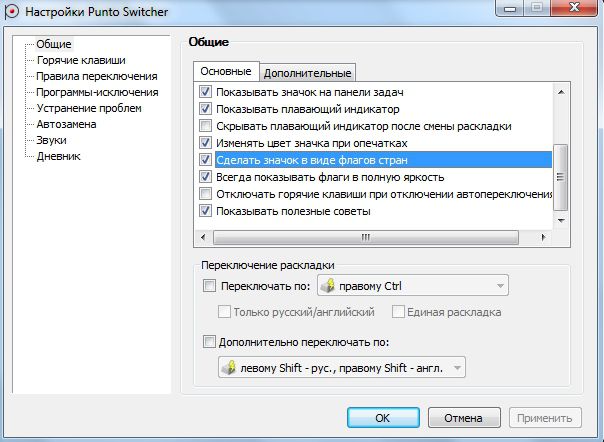 Настройки Punto Switcher
Общие
Горячие клавиши
Правила переключения
Программы-исключения
Устранение проблем
Автозамена
Звуки
Дневник
Общие
Основные
Дополнительные
Показывать значок на панели задач
Показывать плавающий индикатор
Скрывать плавающий индикатор после смены раскладки
Изменять цвет значка при опечатках
Сделать значок в виде флагов стран
Всегда показывать флаги в полную яркость
Отключать горячие клавиши при отключении автопереключения
Показывать полезные советы
Переключение раскладки
Переключать по: правому Ctrl
Только русский/английский Единая раскладка
Дополнительно переключать по:
левому Shift - рус., правому Shift - англ.
OK Отмена Применить